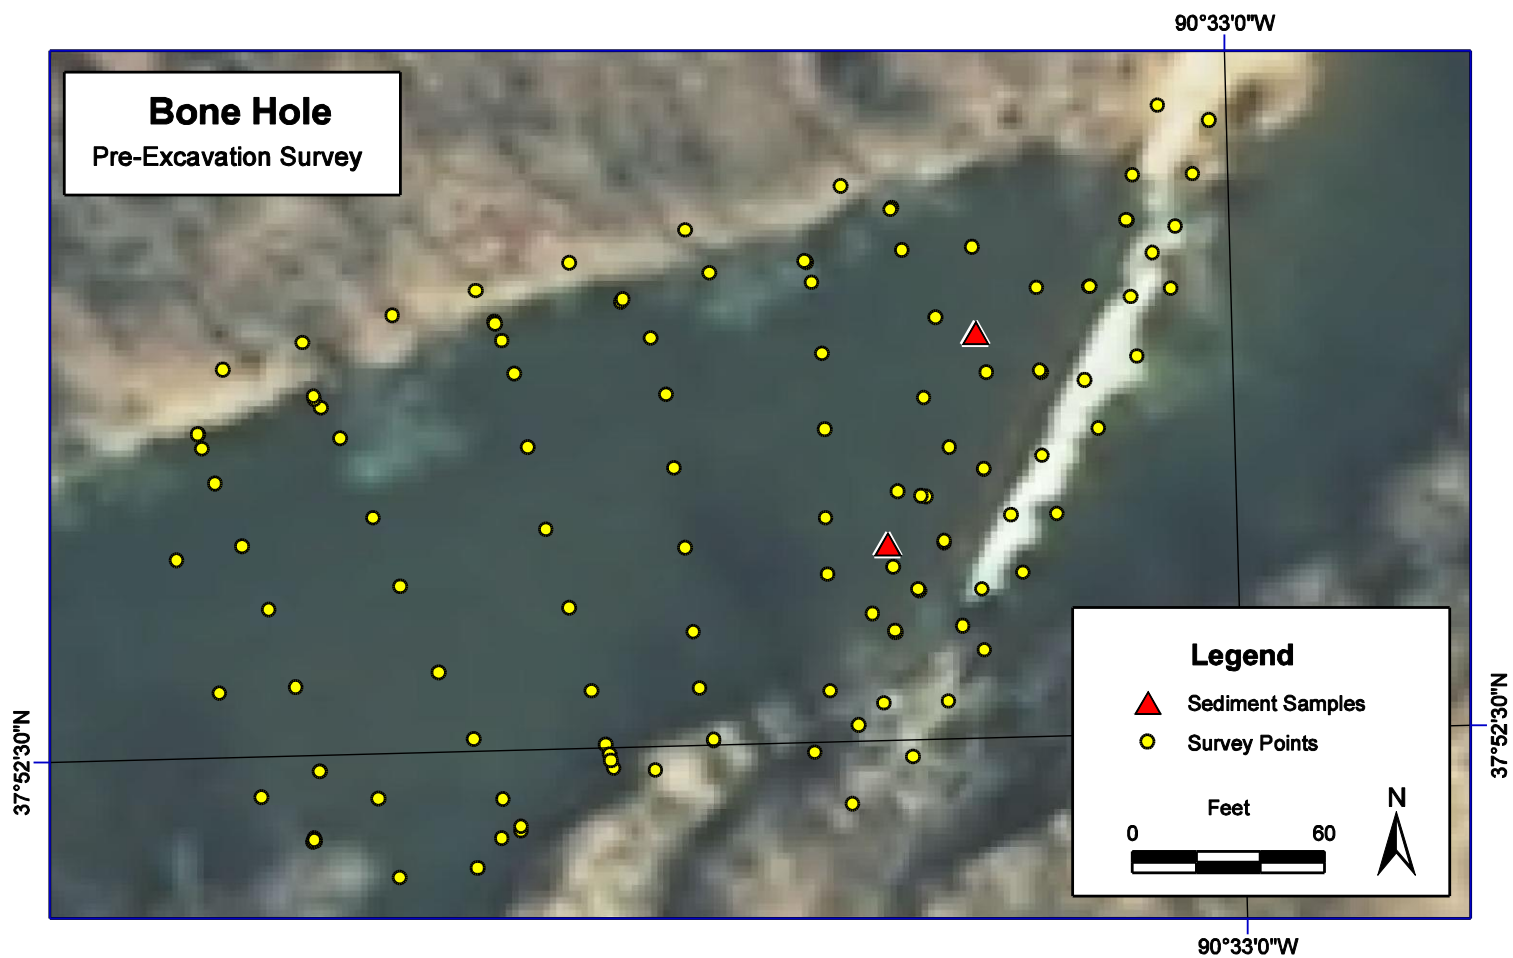 90°33'0"W
Bone Hole
Pre-Excavation Survey
37°52'30"N
37°52'30"N
Legend
Sediment Samples
Survey Points
Feet
0 60
N
90°33'0"W